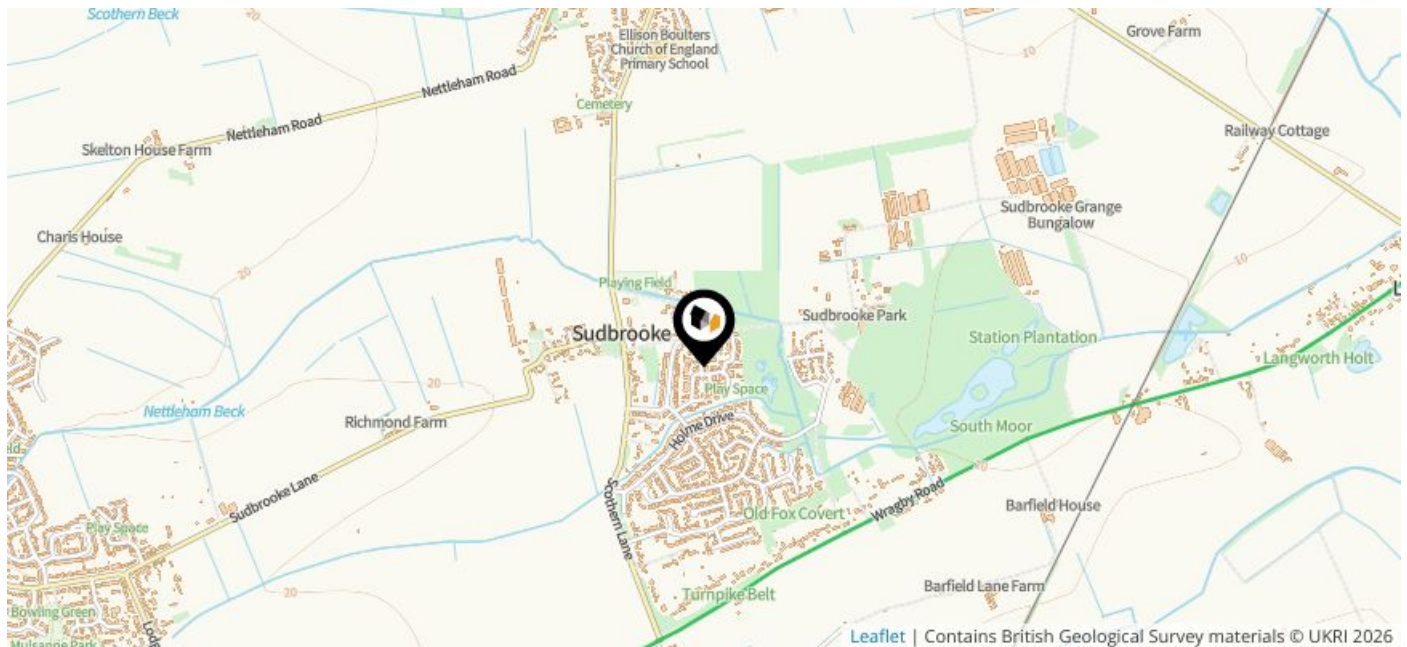 Scothern Beck
Ellison Boulters
Church of England
Primary School
Grove Farm
Nettleham Road
Cemetery
Nettleham Road
Railway Cottage
Skelton House Farm
Sudbrooke Grange
Bungalow
Charis House
20
20
10
10
Playing Field
Sudbrooke
Sudbrooke Park
Station Plantation
Langworth Holt
Play Space
20
Nettleham Beck
Richmond Farm
Holme Drive
South Moor
20
Sudbrooke Lane
Scothern Lane
Wragby Road
Old Fox Covert
Barfield House
Play Space
20
Turnpike Belt
Barfield Lane Farm
Bowling Green
Mulsanne Park
Leaflet | Contains British Geological Survey materials © UKRI 2026